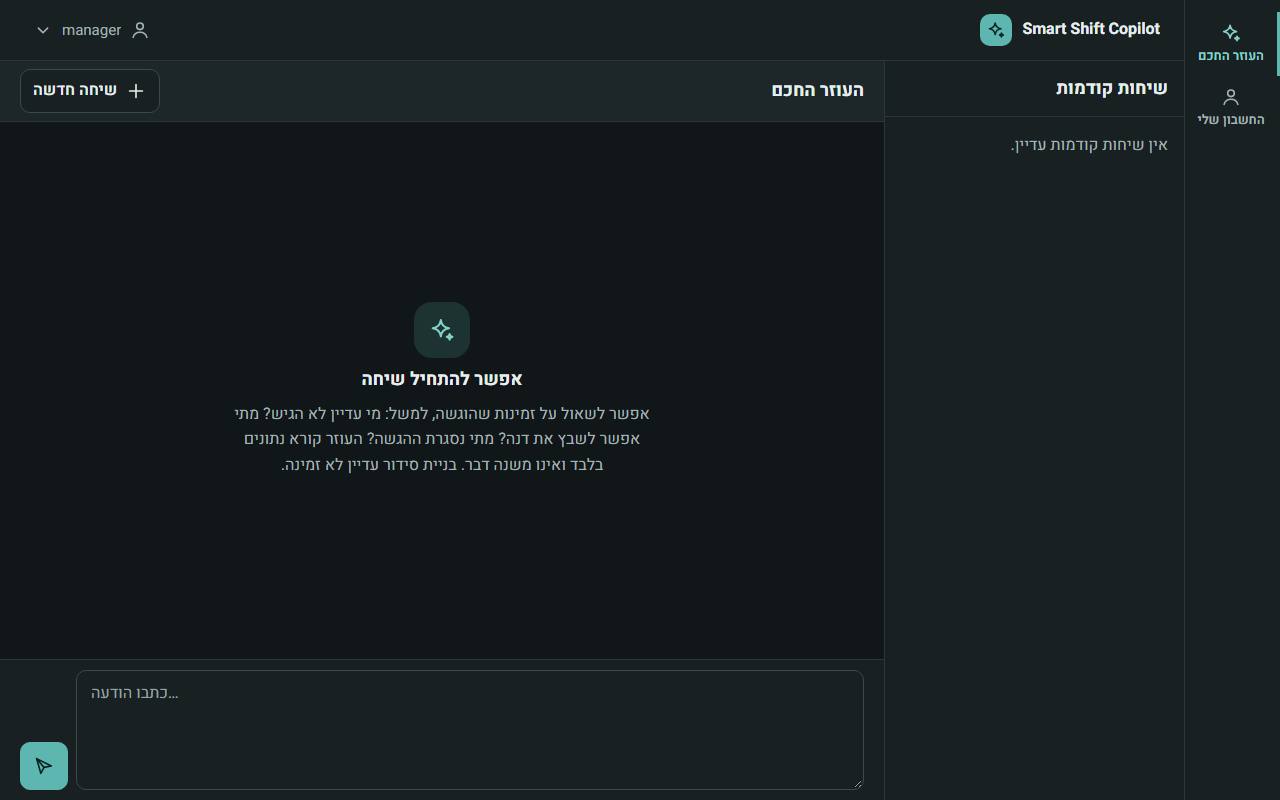 Smart Shift Copilot
manager
העוזר החכם
החשבון שלי
שיחות קודמות
אין שיחות קודמות עדיין.
העוזר החכם
שיחה חדשה
אפשר להתחיל שיחה
אפשר לשאול על זמינות שהוגשה, למשל: מי עדיין לא הגיש? מתי
אפשר לשבץ את דנה? מתי נסגרת ההגשה? העוזר קורא נתונים
בלבד ואינו משנה דבר. בניית סידור עדיין לא זמינה.
כתבו הודעה...